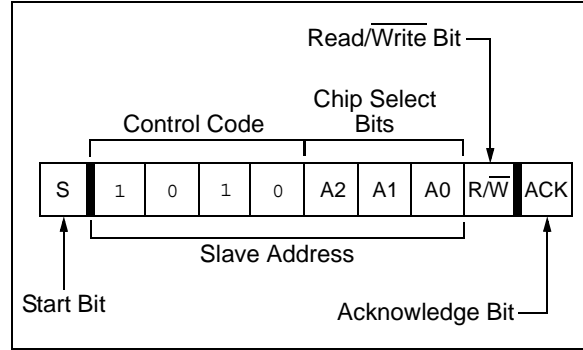 Read/Write Bit
Chip Select
Control Code Bits
S 1 0 1 0 A2 A1 A0 R/W ACK
Slave Address
Start Bit
Acknowledge Bit